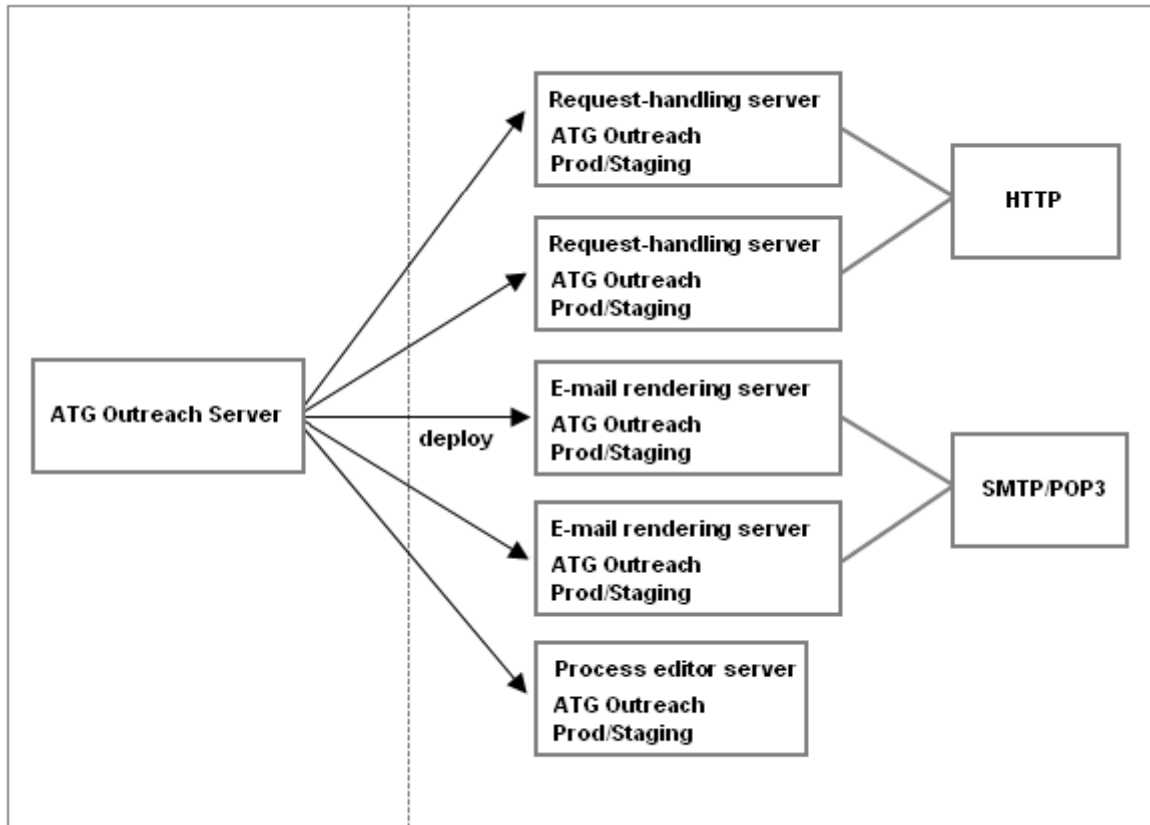 Request-handling server
ATG Outreach
Prod/Staging
HTTP
Request-handling server
ATG Outreach
Prod/Staging
ATG Outreach Server
deploy
E-mail rendering server
ATG Outreach
Prod/Staging
SMTP/POP3
E-mail rendering server
ATG Outreach
Prod/Staging
Process editor server
ATG Outreach
Prod/Staging